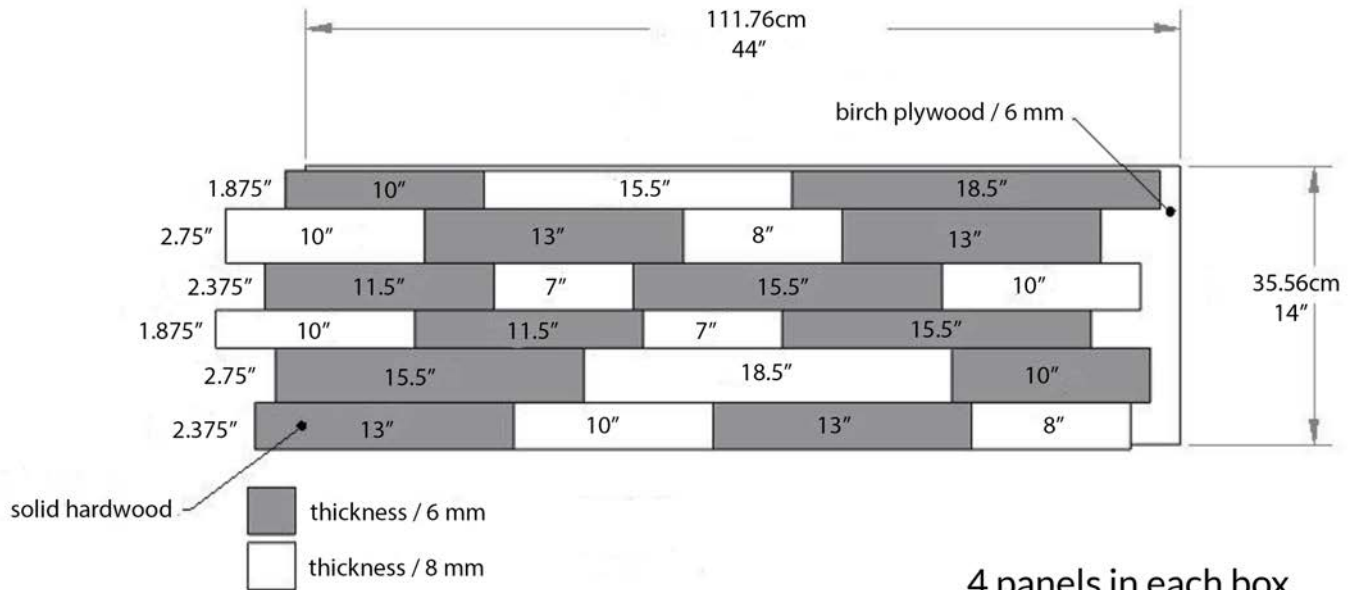 111.76cm
44"
birch plywood / 6 mm
1.875" 10" 15.5" 18.5"
2.75" 10" 13" 8" 13"
2.375" 11.5" 7" 15.5" 10"
35.56cm
14"
1.875" 10" 11.5" 7" 15.5"
2.75" 15.5" 18.5" 10"
2.375" 13" 10" 13" 8"
solid hardwood
thickness / 6 mm
thickness / 8 mm
4 panels in each box